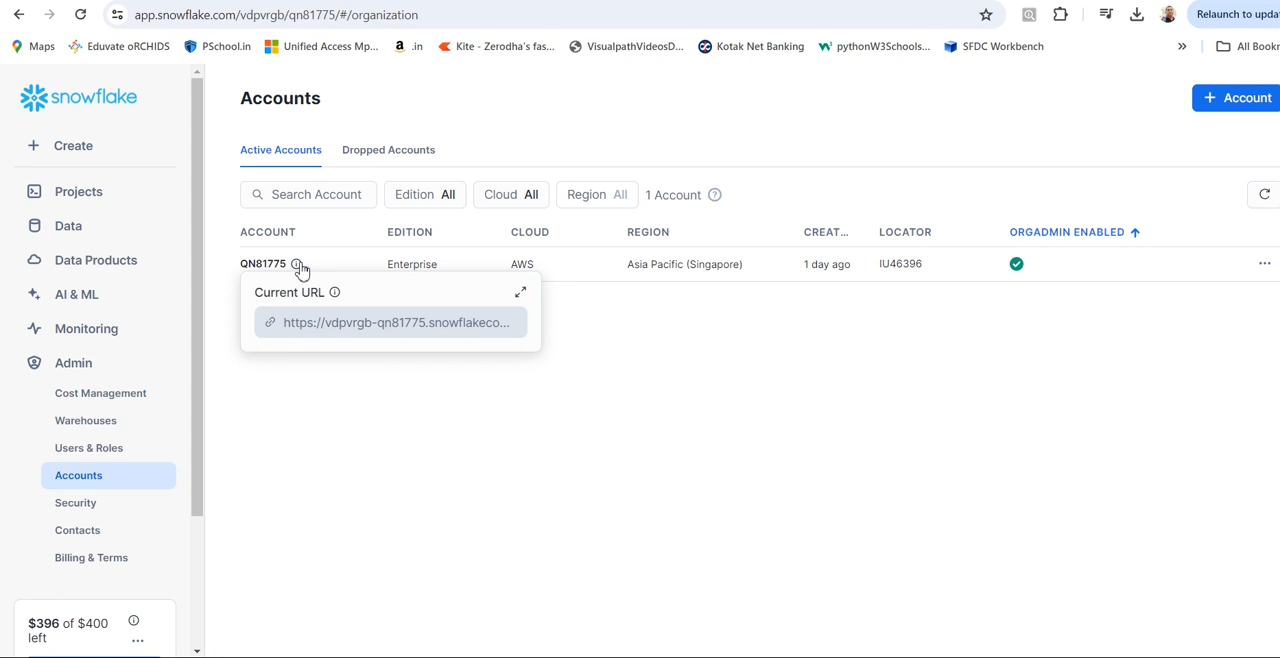 app.snowflake.com/vdpvrgb/qn81775/#/organization
Relaunch to upda
Maps Eduvate oRCHIDS PSchool.in Unified Access Mp... .in Kite - Zerodha's fas... VisualpathVideosD... Kotak Net Banking pythonW3Schools... SFDC Workbench » All Bookr
snowflake
Accounts
+ Account
+ Create
Active Accounts Dropped Accounts
Projects
Search Account Edition All Cloud All Region All 1 Account
Data
ACCOUNT EDITION CLOUD REGION CREAT... LOCATOR ORGADMIN ENABLED
Data Products
QN81775 Enterprise AWS Asia Pacific (Singapore) 1 day ago IU46396 ...
AI & ML
Current URL
https://vdpvrgb-qn81775.snowflakeco...
Monitoring
Admin
Cost Management
Warehouses
Users & Roles
Accounts
Security
Contacts
Billing & Terms
$396 of $400
left ...